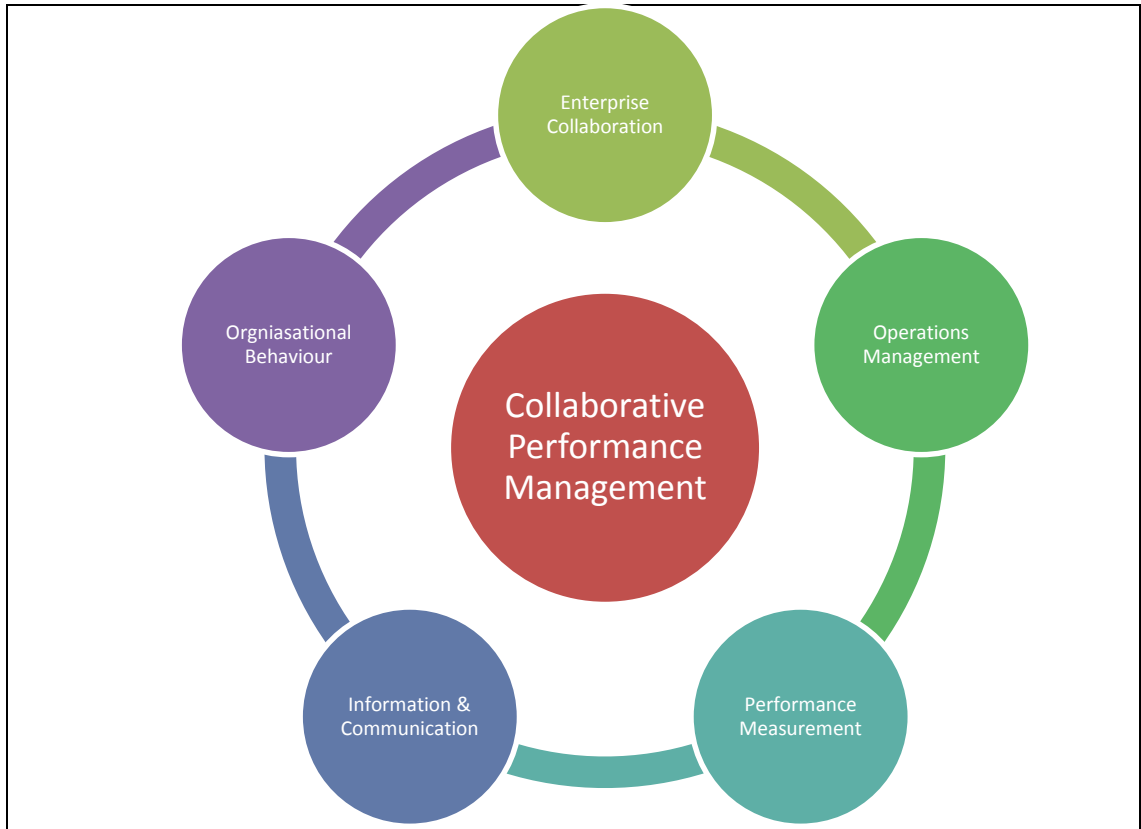 Enterprise
Collaboration
Orgniasational
Behaviour
Operations
Management
Collaborative
Performance
Management
Information &
Communication
Performance
Measurement